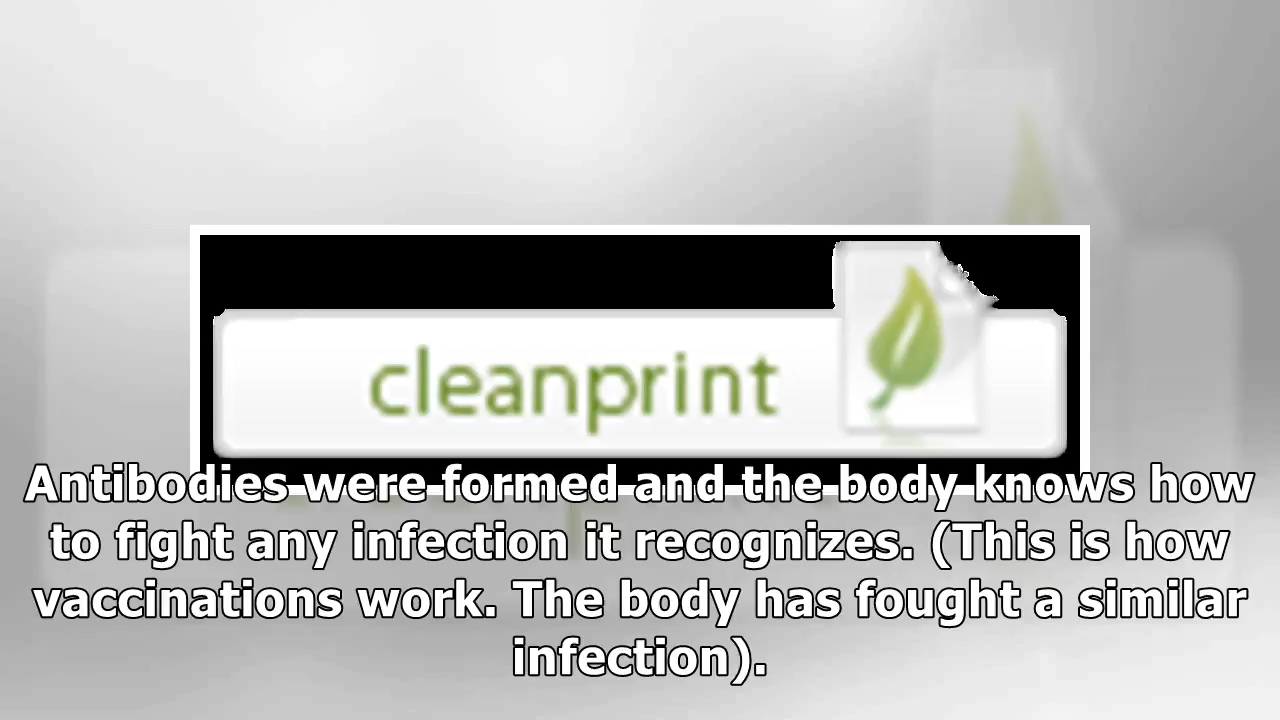 cleanprint
Antibodies were formed and the body knows how
to fight any infection it recognizes. (This is how
vaccinations work. The body has fought a similar
infection).